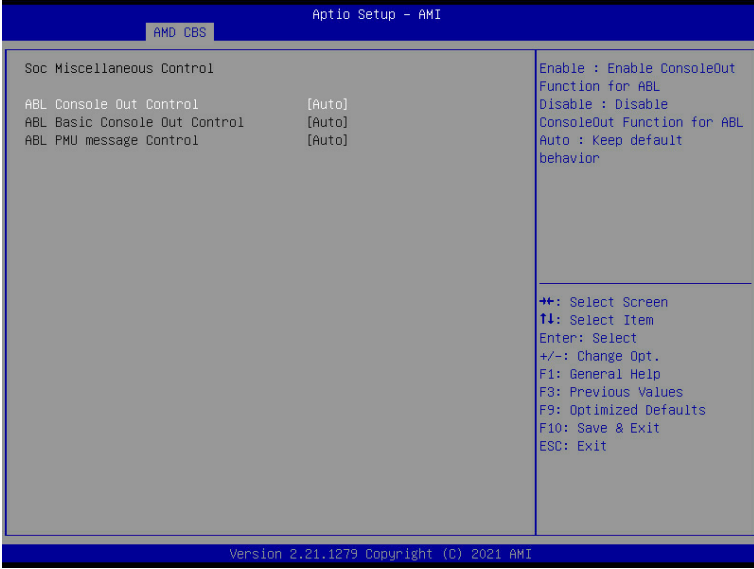 Aptio Setup – AMI
AMD CBS
Soc Miscellaneous Control
ABL Console Out Control [Auto]
ABL Basic Console Out Control [Auto]
ABL PMU message Control [Auto]
Enable : Enable ConsoleOut
Function for ABL
Disable : Disable
ConsoleOut Function for ABL
Auto : Keep default
behavior
→←: Select Screen
↑↓: Select Item
Enter: Select
+/-: Change Opt.
F1: General Help
F3: Previous Values
F9: Optimized Defaults
F10: Save & Exit
ESC: Exit
Version 2.21.1279 Copyright (C) 2021 AMI